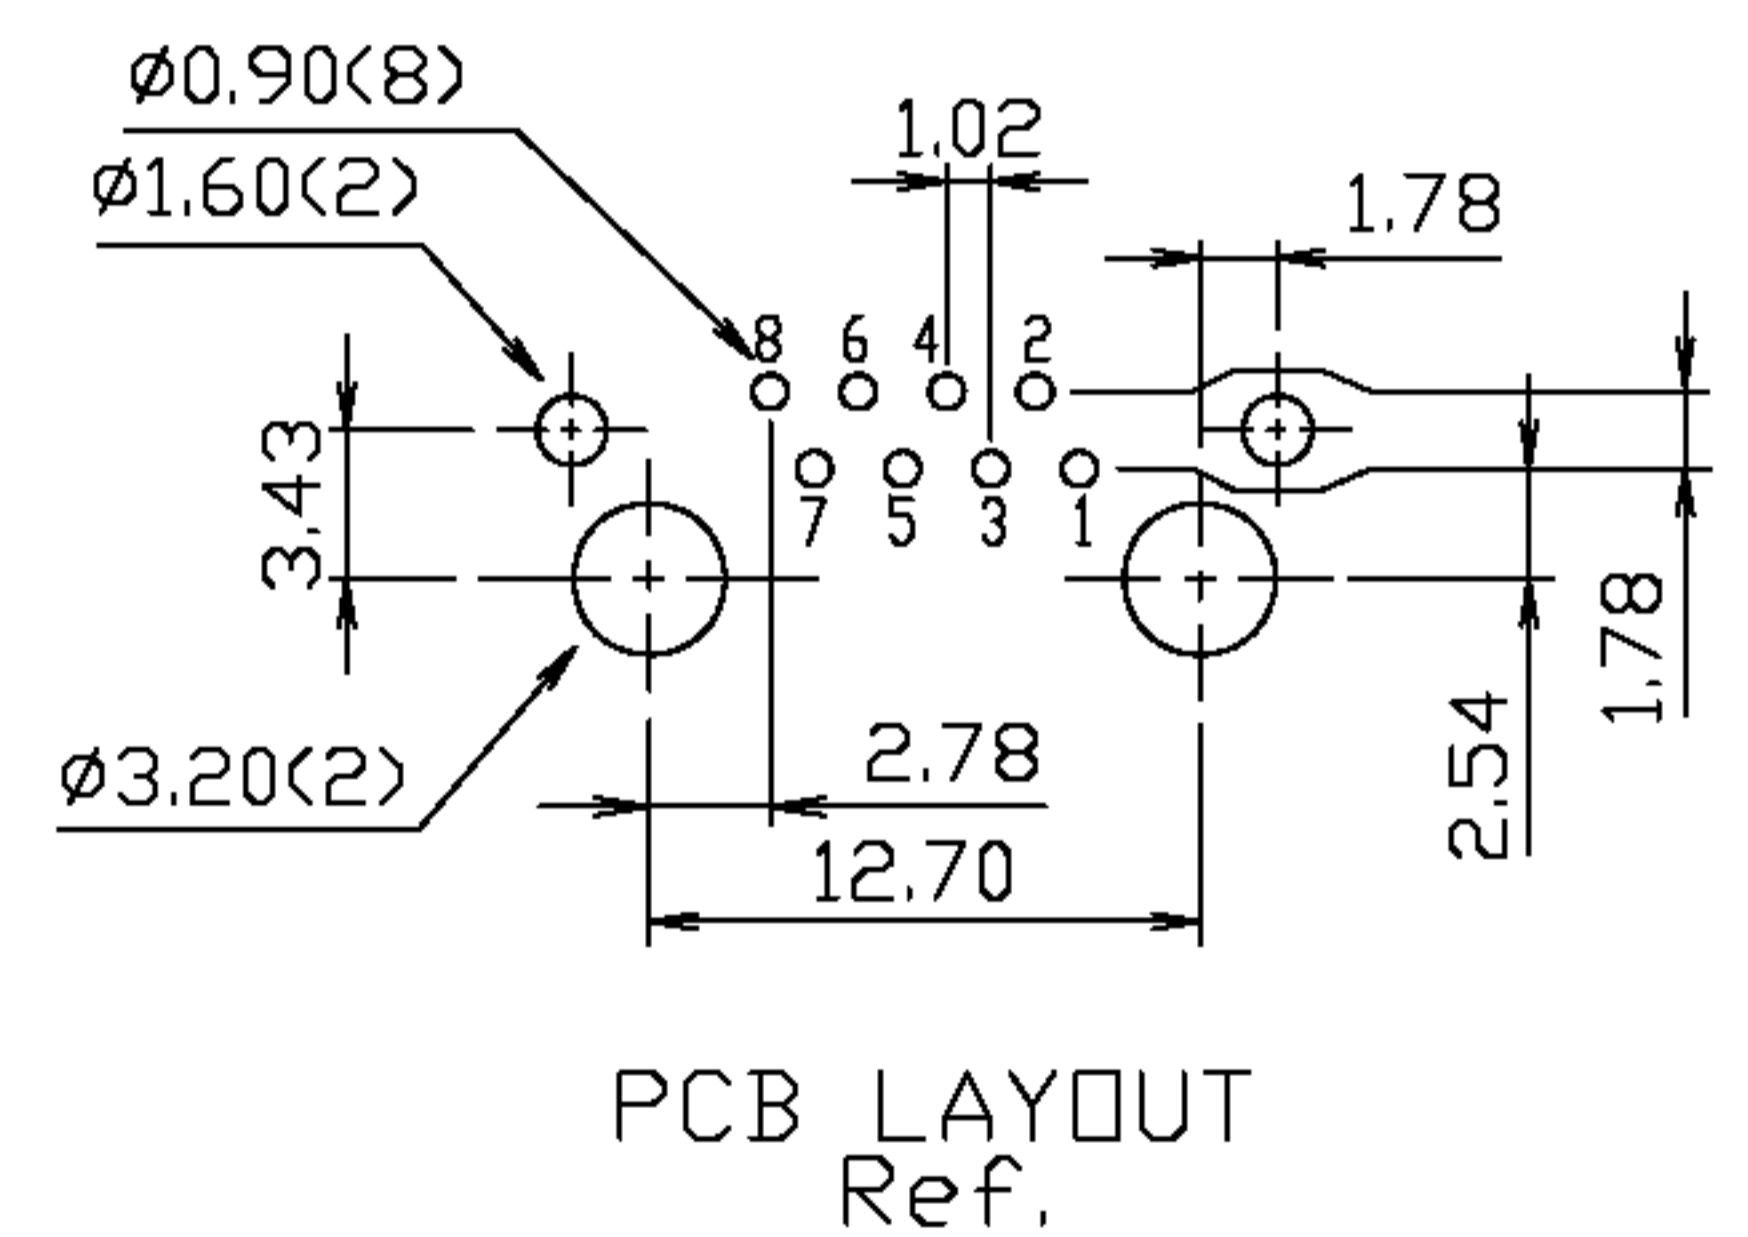 ø0.90(8)
1.02
ø1.60(2)
1.78
8 6 4 2
3.43
7 5 3 1
1.78
2.54
ø3.20(2)
2.78
12.70
PCB LAYOUT
Ref.